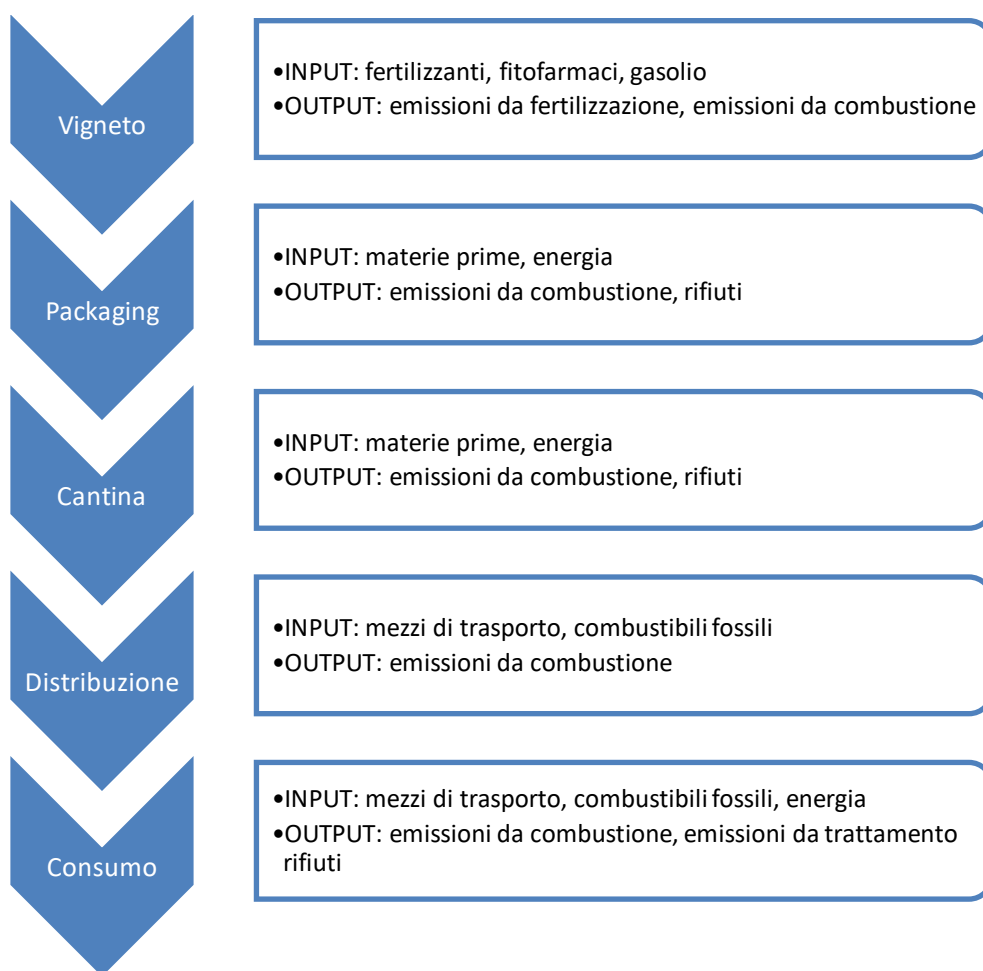 Vigneto
•INPUT: fertilizzanti, fitofarmaci, gasolio
•OUTPUT: emissioni da fertilizzazione, emissioni da combustione
Packaging
•INPUT: materie prime, energia
•OUTPUT: emissioni da combustione, rifiuti
Cantina
•INPUT: materie prime, energia
•OUTPUT: emissioni da combustione, rifiuti
Distribuzione
•INPUT: mezzi di trasporto, combustibili fossili
•OUTPUT: emissioni da combustione
Consumo
•INPUT: mezzi di trasporto, combustibili fossili, energia
•OUTPUT: emissioni da combustione, emissioni da trattamento
rifiuti